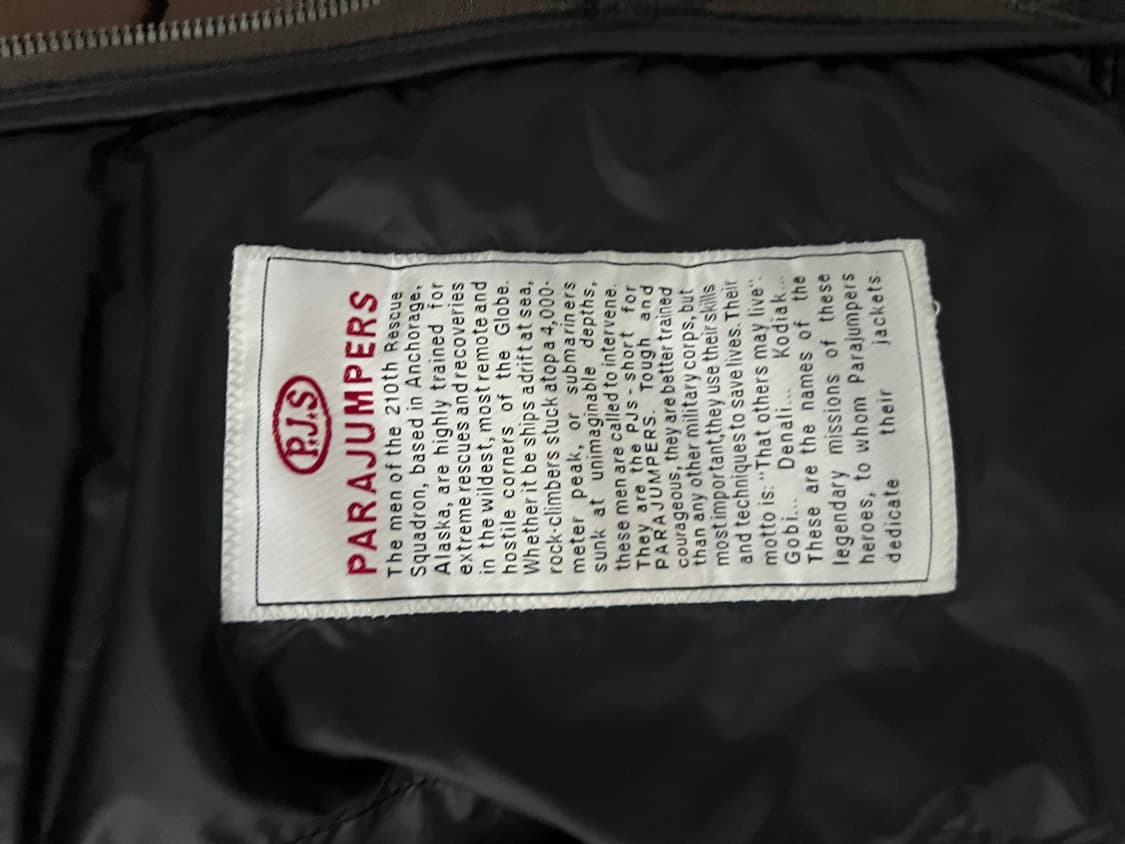 P.J.S
PARAJUMPERS
The men of the 210th Rescue
Squadron, based in Anchorage,
Alaska, are highly trained for
extreme rescues and recoveries
in the wildest, most remote and
hostile corners of the Globe.
Whether it be ships adrift at sea,
rock-climbers stuck atop a 4,000-
meter peak, or submariners
sunk at unimaginable depths,
these men are called to intervene.
They are the PJs - short for
PARAJUMPERS. Tough and
courageous, they are better trained
than any other military corps, but
most important,they use their skills
and techniques to save lives. Their
motto is: "That others may live".
Gobi... Denali... Kodiak...
These are the names of the
legendary missions of these
heroes, to whom Parajumpers
dedicate their jackets.